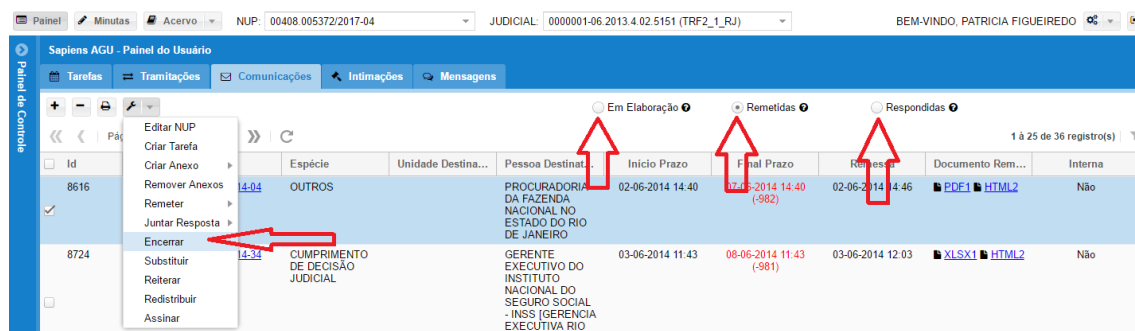 Painel Minutas Acervo NUP: 00408.005372/2017-04 JUDICIAL: 0000001-06.2013.4.02.5151 (TRF2_1_RJ) BEM-VINDO, PATRICIA FIGUEIREDO
Painel de Controle
Sapiens AGU - Painel do Usuário
Tarefas Tramitações Comunicações Intimações Mensagens
Em Elaboração Remetidas Respondidas
1 à 25 de 36 registro(s)
Editar NUP
Criar Tarefa
Criar Anexo
Remover Anexos
Remeter
Juntar Resposta
Encerrar
Substituir
Reiterar
Redistribuir
Assinar
Id Espécie Unidade Destina... Pessoa Destinat... Início Prazo Final Prazo Remessa Documento Rem... Interna
8616 14-04 OUTROS PROCURADORIA 02-06-2014 14:40 07-06-2014 14:40 02-06-2014 14:46 PDF1 HTML2 Não
DA FAZENDA (-982)
NACIONAL NO
ESTADO DO RIO
DE JANEIRO
8724 14-34 CUMPRIMENTO GERENTE 03-06-2014 11:43 08-06-2014 11:43 03-06-2014 12:03 XLSX1 HTML2 Não
DE DECISÃO EXECUTIVO DO (-981)
JUDICIAL INSTITUTO
NACIONAL DO
SEGURO SOCIAL
- INSS [GERENCIA
EXECUTIVA RIO